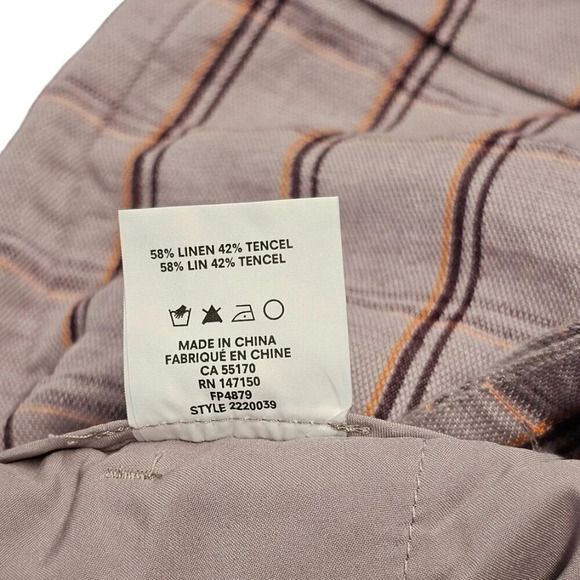 58% LINEN 42% TENCEL
58% LIN 42% TENCEL
MADE IN CHINA
FABRIQUÉ EN CHINE
CA 55170
RN 147150
FP4879
STYLE 2220039